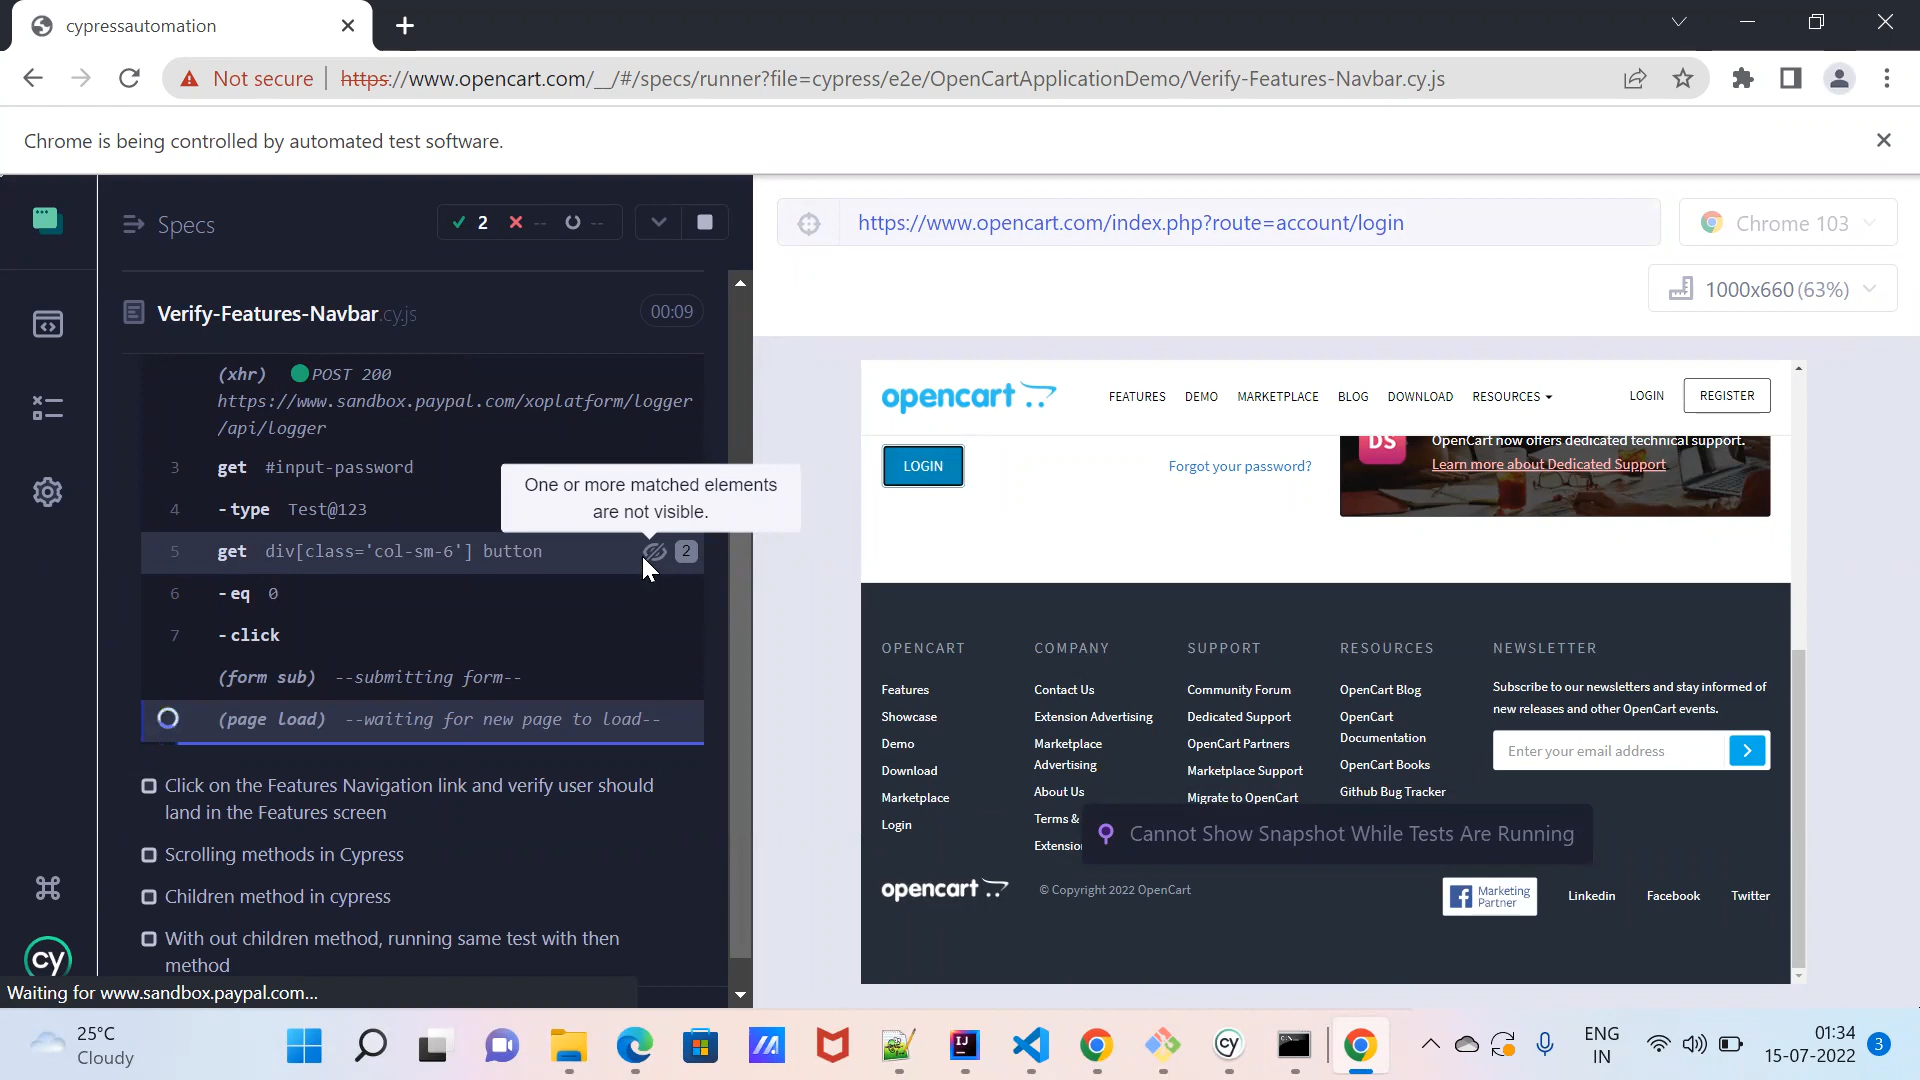 cypressautomation
Not secure
https://www.opencart.com/__/#/specs/runner?file=cypress/e2e/OpenCartApplicationDemo/Verify-Features-Navbar.cy.js
Chrome is being controlled by automated test software.
Specs
2 -- --
https://www.opencart.com/index.php?route=account/login
Chrome 103
1000x660 (63%)
Verify-Features-Navbar.cy.js
00:09
(xhr) POST 200
https://www.sandbox.paypal.com/xoplatform/logger
/api/logger
3 get #input-password
4 -type Test@123
One or more matched elements
are not visible.
5 get div[class='col-sm-6'] button 2
6 -eq 0
7 -click
(form sub) --submitting form--
(page load) --waiting for new page to load--
Click on the Features Navigation link and verify user should
land in the Features screen
Scrolling methods in Cypress
Children method in cypress
With out children method, running same test with then
method
cy
Waiting for www.sandbox.paypal.com...
opencart
FEATURES DEMO MARKETPLACE BLOG DOWNLOAD RESOURCES LOGIN REGISTER
LOGIN
Forgot your password?
DS
OpenCart now offers dedicated technical support.
Learn more about Dedicated Support
OPENCART
Features
Showcase
Demo
Download
Marketplace
Login
COMPANY
Contact Us
Extension Advertising
Marketplace
Advertising
About Us
Terms &
Extension
SUPPORT
Community Forum
Dedicated Support
OpenCart Partners
Marketplace Support
Migrate to OpenCart
RESOURCES
OpenCart Blog
OpenCart
Documentation
OpenCart Books
Github Bug Tracker
NEWSLETTER
Subscribe to our newsletters and stay informed of
new releases and other OpenCart events.
Enter your email address
Cannot Show Snapshot While Tests Are Running
opencart
© Copyright 2022 OpenCart
Marketing
Partner
Linkedin Facebook Twitter
25°C
Cloudy
IJ
cy
ENG
IN
01:34
15-07-2022
3